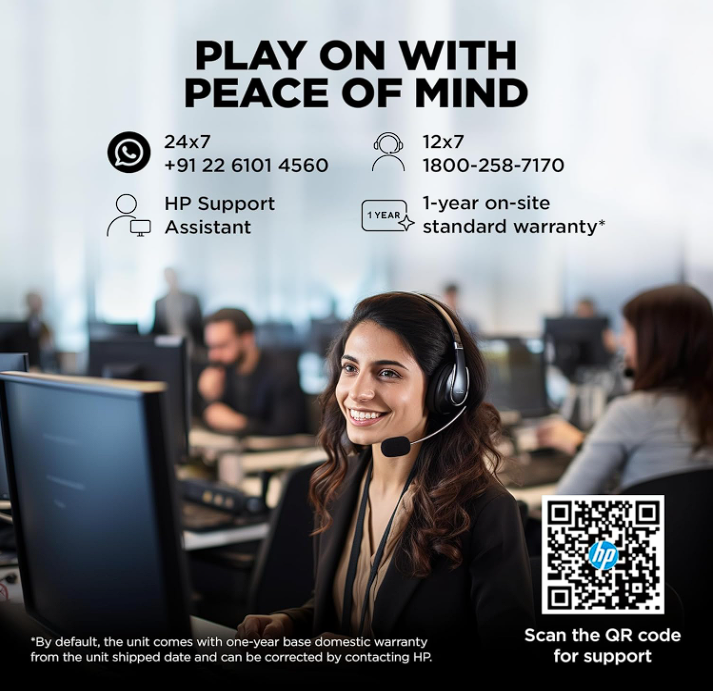 PLAY ON WITH
PEACE OF MIND
24x7
+91 22 6101 4560
12x7
1800-258-7170
HP Support
Assistant
1 YEAR
1-year on-site
standard warranty*
hp
Scan the QR code
for support
*By default, the unit comes with one-year base domestic warranty
from the unit shipped date and can be corrected by contacting HP.